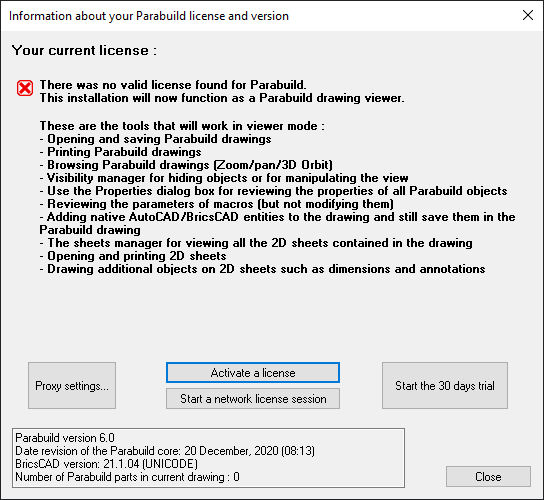 Information about your Parabuild license and version
Your current license :
There was no valid license found for Parabuild.
This installation will now function as a Parabuild drawing viewer.
These are the tools that will work in viewer mode :
- Opening and saving Parabuild drawings
- Printing Parabuild drawings
- Browsing Parabuild drawings (Zoom/pan/3D Orbit)
- Visibility manager for hiding objects or for manipulating the view
- Use the Properties dialog box for reviewing the properties of all Parabuild objects
- Reviewing the parameters of macros (but not modifying them)
- Adding native AutoCAD/BricsCAD entities to the drawing and still save them in the
Parabuild drawing
- The sheets manager for viewing all the 2D sheets contained in the drawing
- Opening and printing 2D sheets
- Drawing additional objects on 2D sheets such as dimensions and annotations
Proxy settings...
Activate a license
Start a network license session
Start the 30 days trial
Parabuild version 6.0
Date revision of the Parabuild core: 20 December, 2020 (08:13)
BricsCAD version: 21.1.04 (UNICODE)
Number of Parabuild parts in current drawing : 0
Close